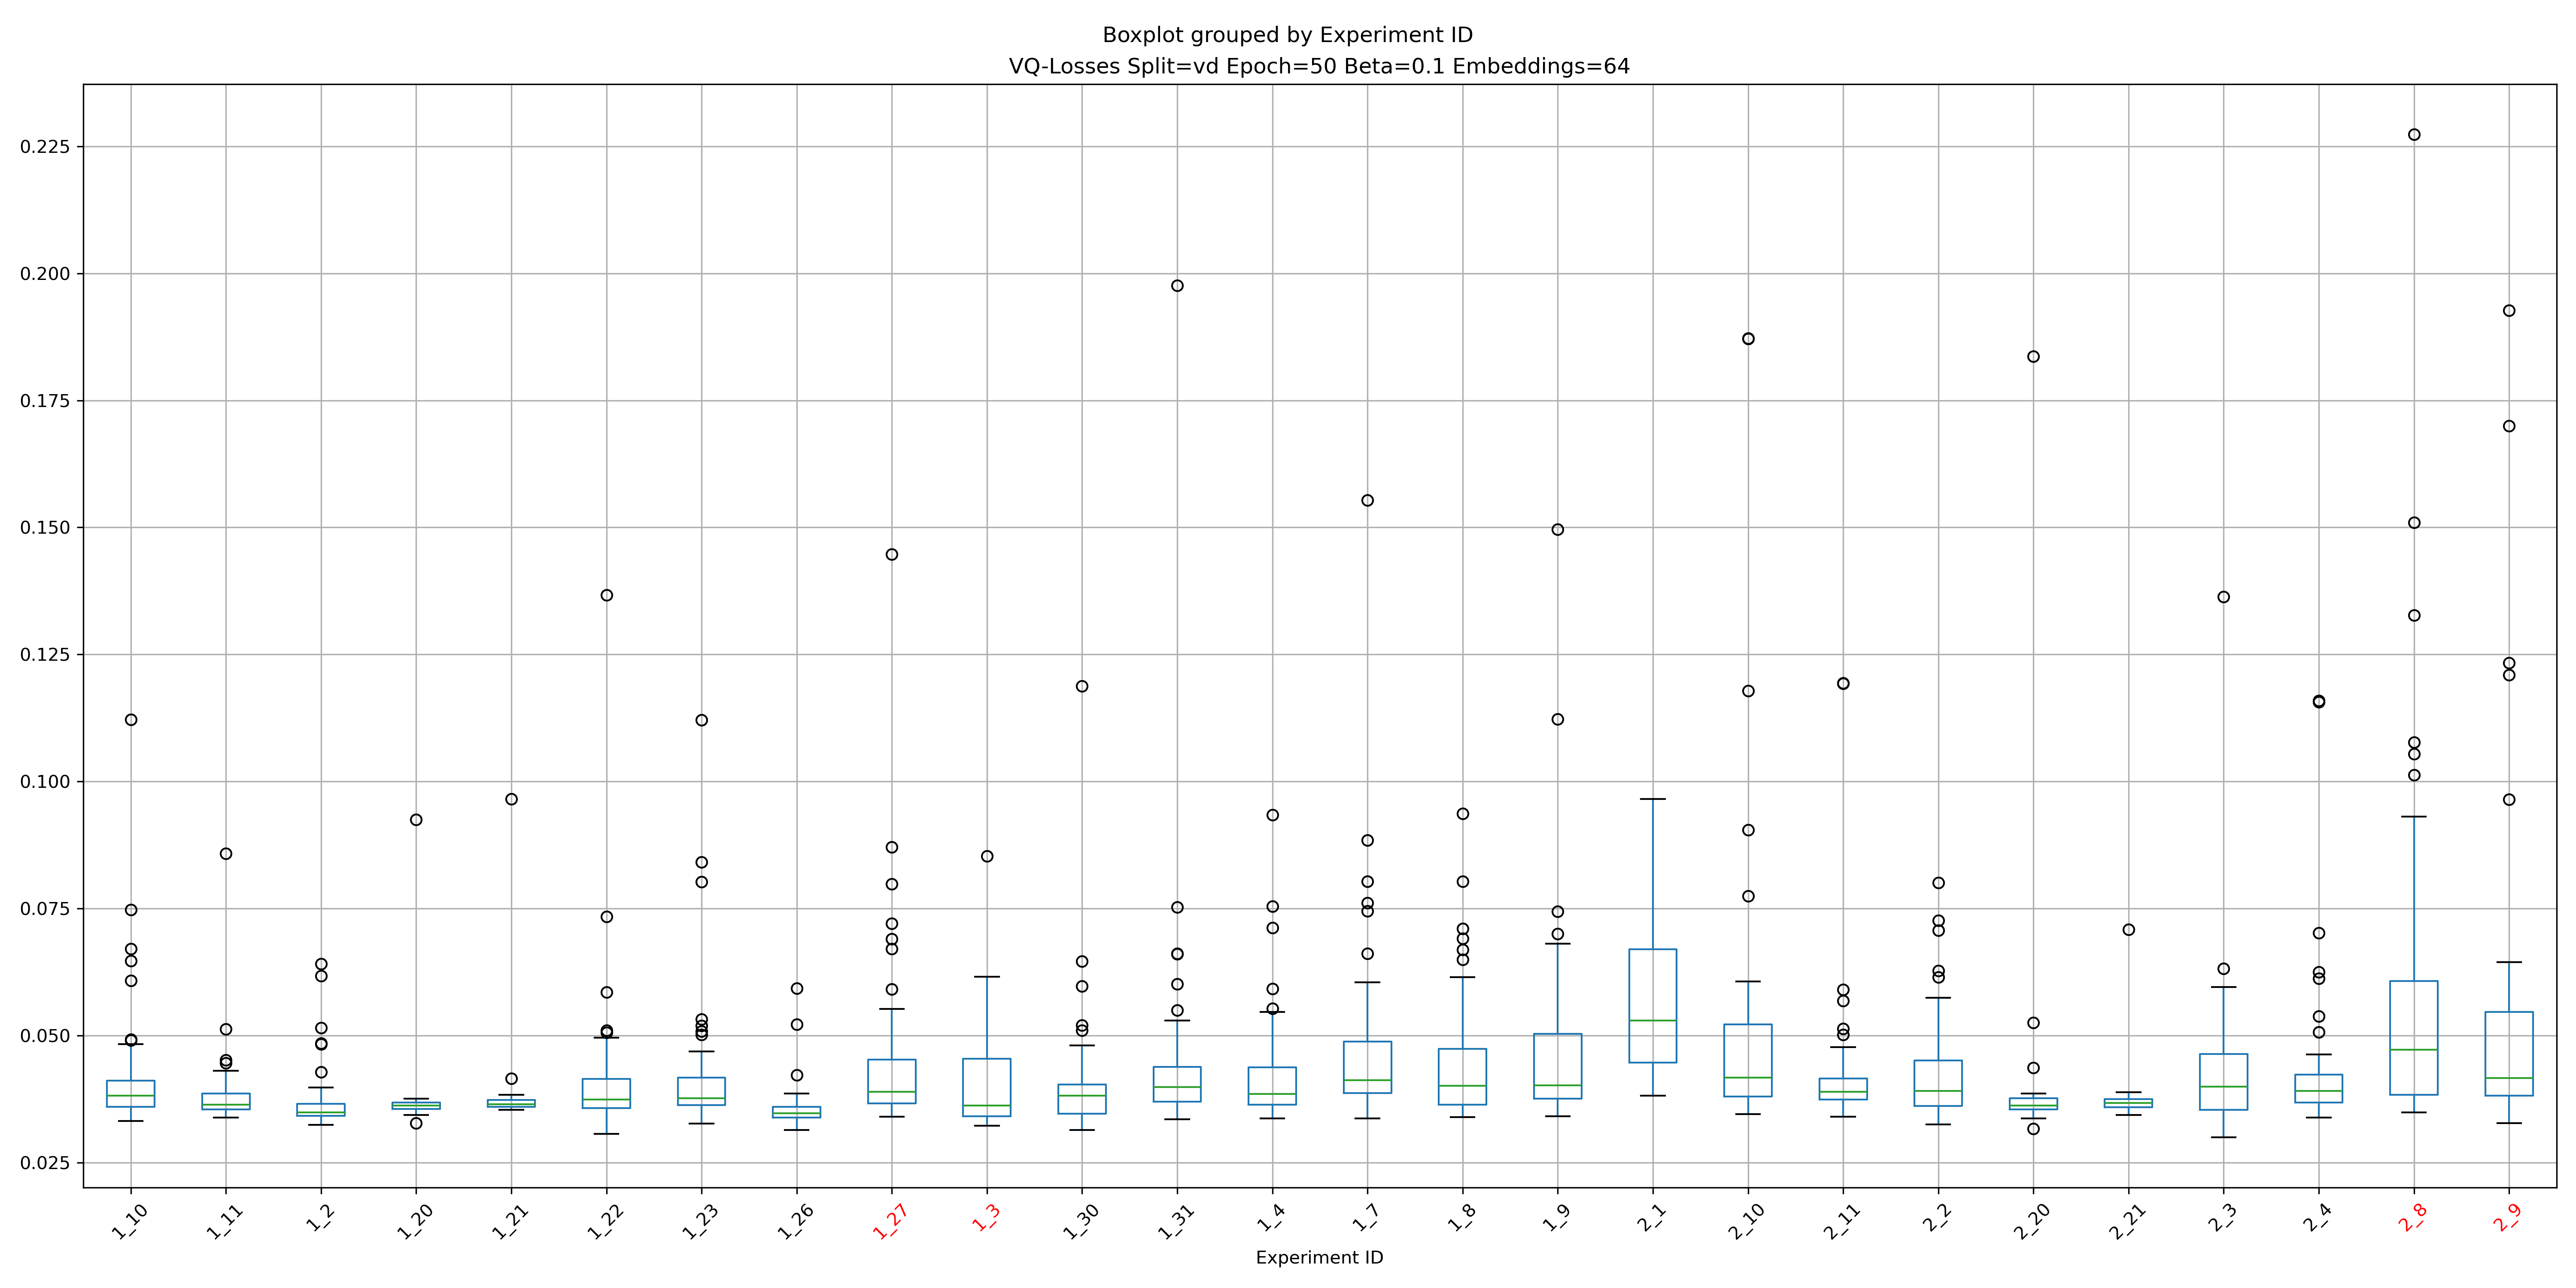 Boxplot grouped by Experiment ID
VQ-Losses Split=vd Epoch=50 Beta=0.1 Embeddings=64
0.225
0.200
0.175
0.150
0.125
0.100
0.075
0.050
0.025
1_10 1_11 1_2 1_20 1_21 1_22 1_23 1_26 1_27 1_3 1_30 1_31 1_4 1_7 1_8 1_9 2_1 2_10 2_11 2_2 2_20 2_21 2_3 2_4 2_8 2_9
Experiment ID